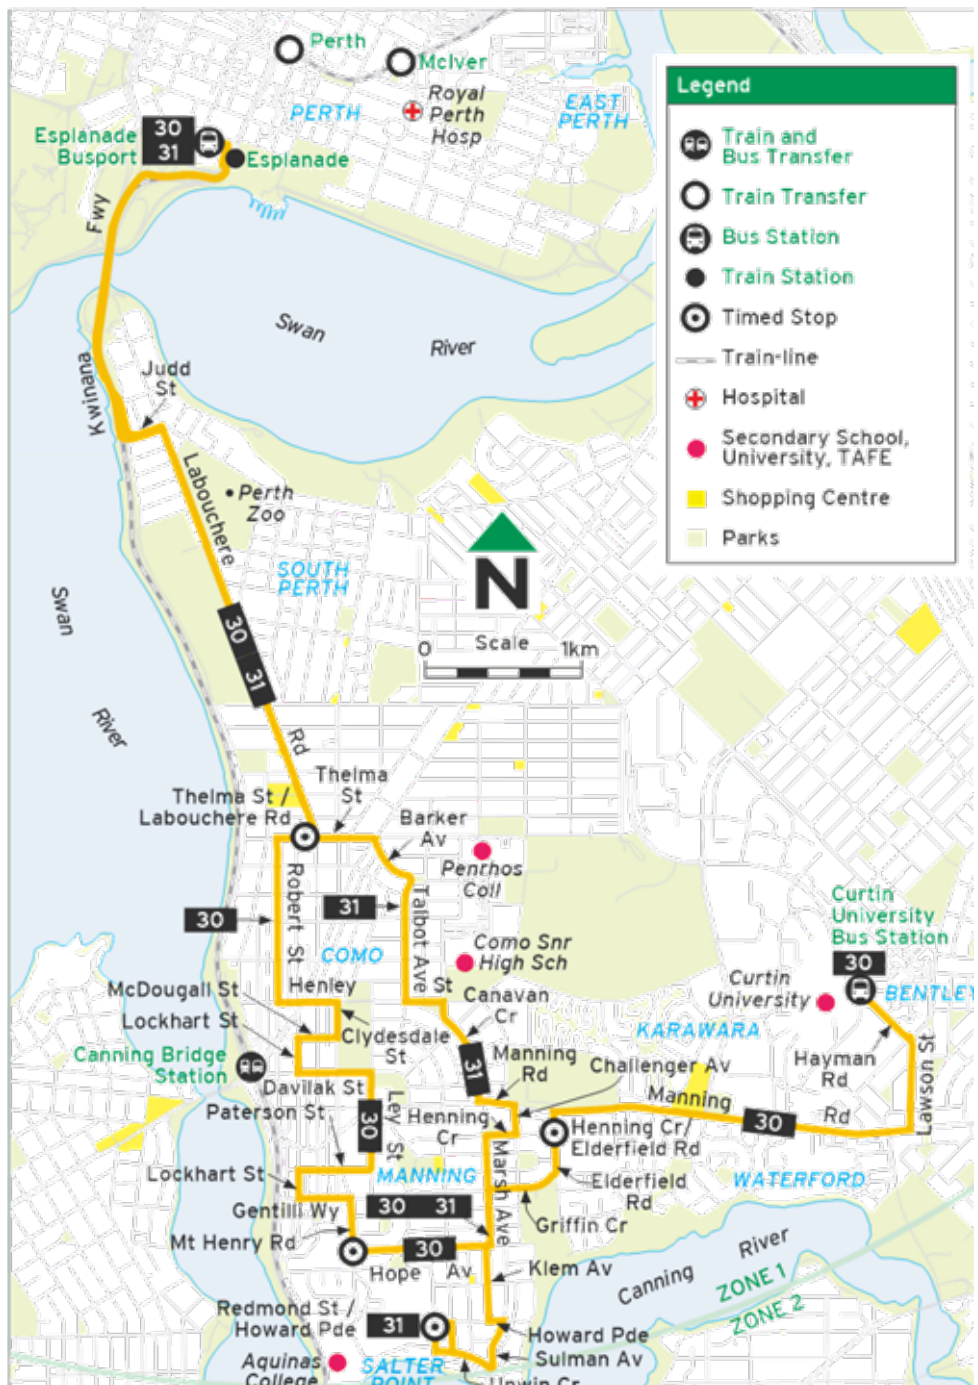 Perth
McIver
Royal
Perth
Hosp
PERTH
EAST
PERTH
Esplanade
Busport
30
31
Esplanade
Fwy
Kwinana
Swan
River
Judd
St
Labouchere
Perth
Zoo
SOUTH
PERTH
Swan
River
30
31
Rd
N
0
Scale
1km
Legend
Train and
Bus Transfer
Train Transfer
Bus Station
Train Station
Timed Stop
Train-line
Hospital
Secondary School,
University, TAFE
Shopping Centre
Parks
Thelma
St
Thelma St /
Labouchere Rd
Barker
Av
Penrhos
Coll
30
Robert St
31
Talbot Ave
COMO
Como Snr
High Sch
Curtin
University
Bus Station
30
Curtin
University
BENTLEY
McDougall St
Henley
St
Canavan
Cr
Lockhart St
Clydesdale
St
KARAWARA
Hayman
Rd
Lawson St
Canning Bridge
Station
Davilak St
31
Manning
Rd
Challenger Av
Manning
Rd
30
Paterson St
30
Ley St
Henning
Cr
Henning Cr/
Elderfield Rd
Lockhart St
MANNING
Marsh Ave
Elderfield
Rd
WATERFORD
Gentilli Wy
30 31
Griffin Cr
Mt Henry Rd
30
Hope Av
Klem Av
Canning
River
ZONE 1
ZONE 2
Redmond St /
Howard Pde
31
Howard Pde
Sulman Av
Aquinas
College
SALTER
POINT
Unwin Cr